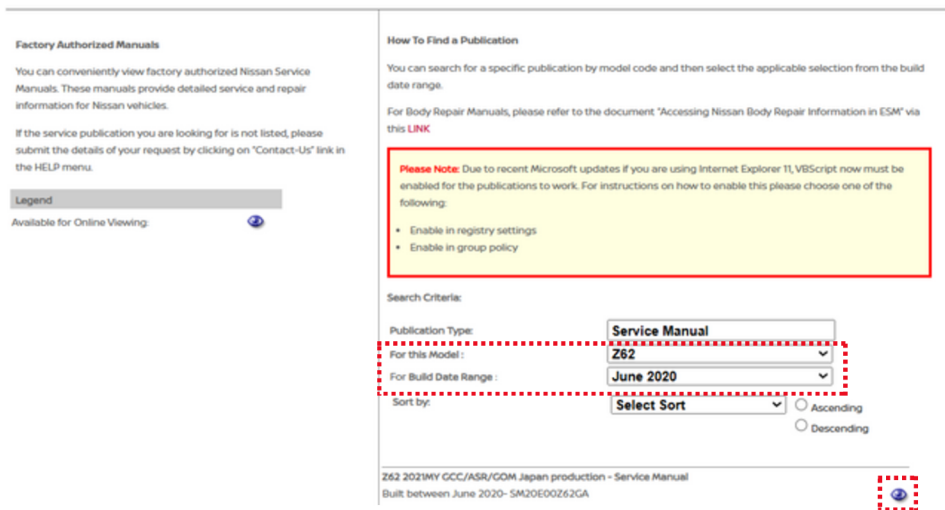 Factory Authorized Manuals
You can conveniently view factory authorized Nissan Service
Manuals. These manuals provide detailed service and repair
information for Nissan vehicles.
If the service publication you are looking for is not listed, please
submit the details of your request by clicking on "Contact-Us" link in
the HELP menu.
Legend
Available for Online Viewing:
How To Find a Publication
You can search for a specific publication by model code and then select the applicable selection from the build
date range.
For Body Repair Manuals, please refer to the document "Accessing Nissan Body Repair Information in ESM" via
this LINK
Please Note: Due to recent Microsoft updates if you are using Internet Explorer 11, VBScript now must be
enabled for the publications to work. For instructions on how to enable this please choose one of the
following:
• Enable in registry settings
• Enable in group policy
Search Criteria:
Publication Type: Service Manual
For this Model : Z62
For Build Date Range : June 2020
Sort by: Select Sort Ascending
Descending
Z62 2021MY GCC/ASR/GOM Japan production - Service Manual
Built between June 2020- SM20E00Z62GA